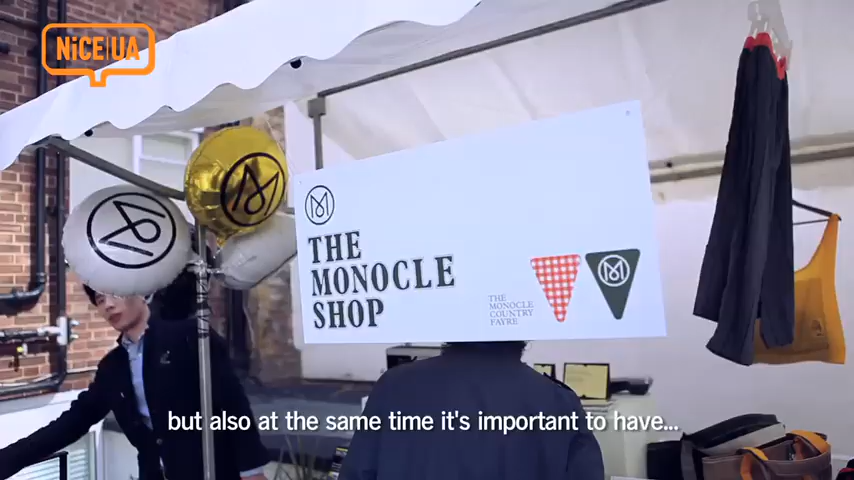 NiCE|UA
THE
MONOCLE
SHOP
THE
MONOCLE
COUNTRY
FAYRE
but also at the same time it's important to have...